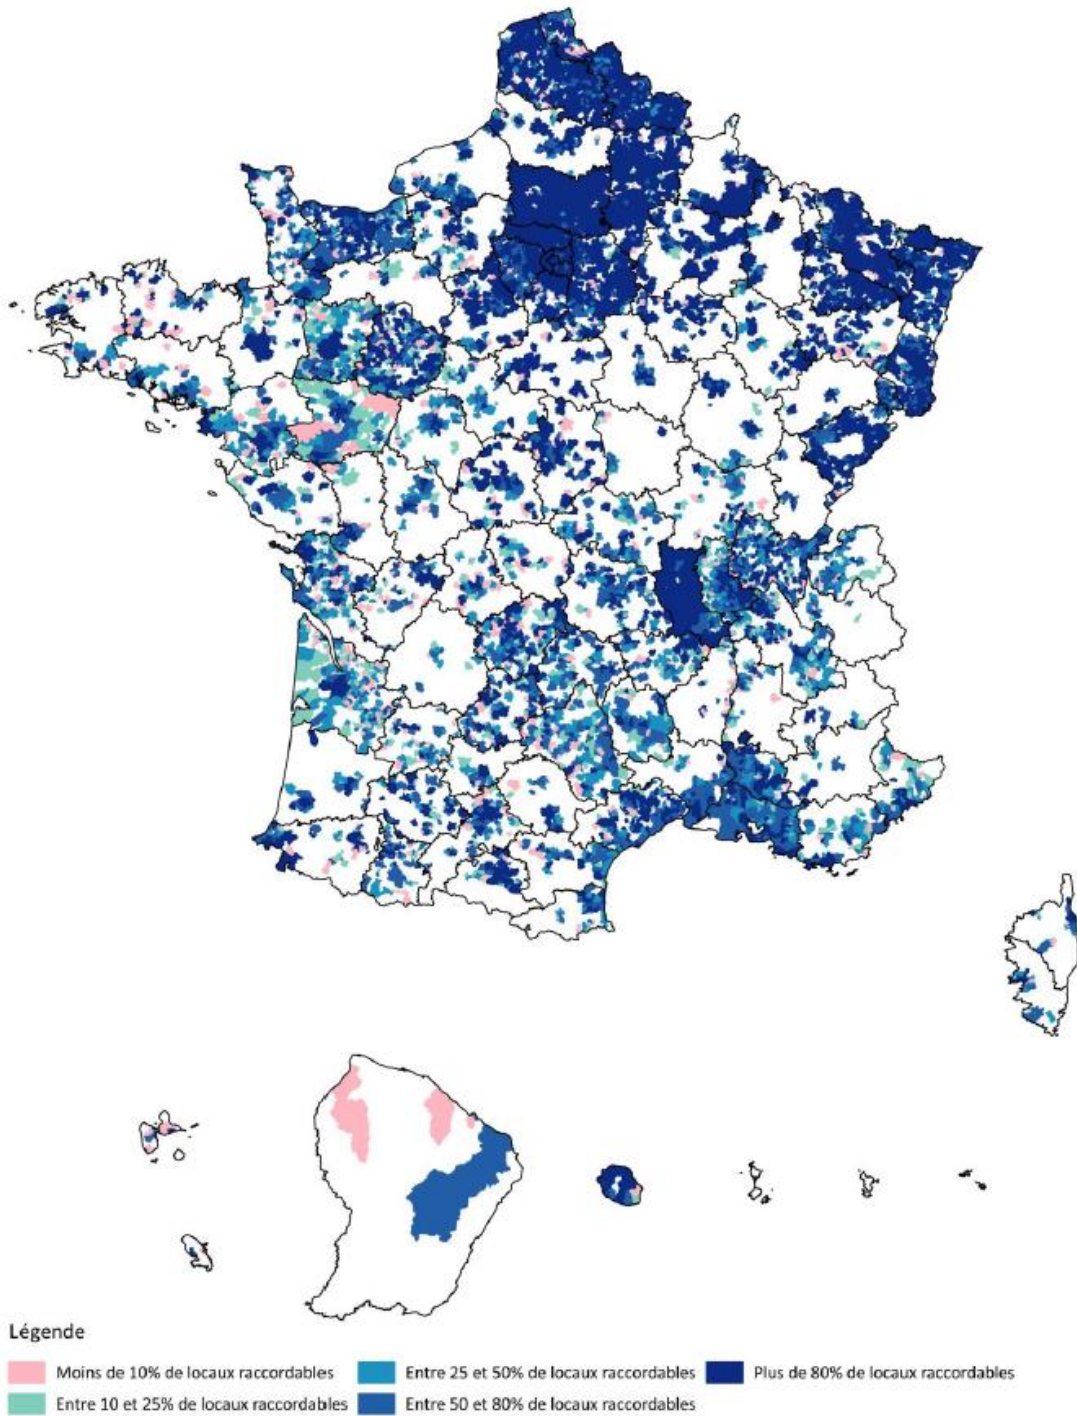 Légende
Moins de 10% de locaux raccordables
Entre 25 et 50% de locaux raccordables
Plus de 80% de locaux raccordables
Entre 10 et 25% de locaux raccordables
Entre 50 et 80% de locaux raccordables